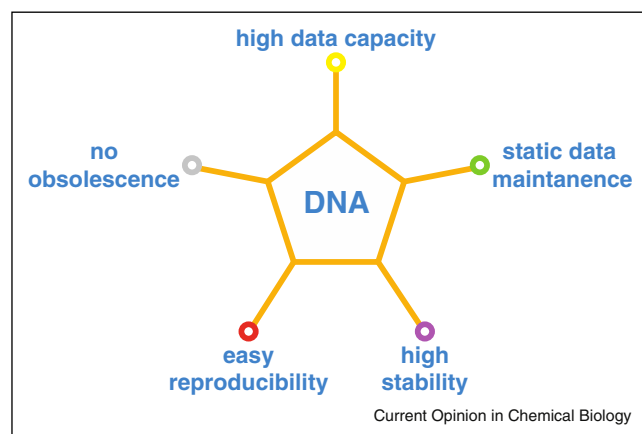 high data capacity
no
obsolescence
static data
maintanence
DNA
easy
reproducibility
high
stability
Current Opinion in Chemical Biology